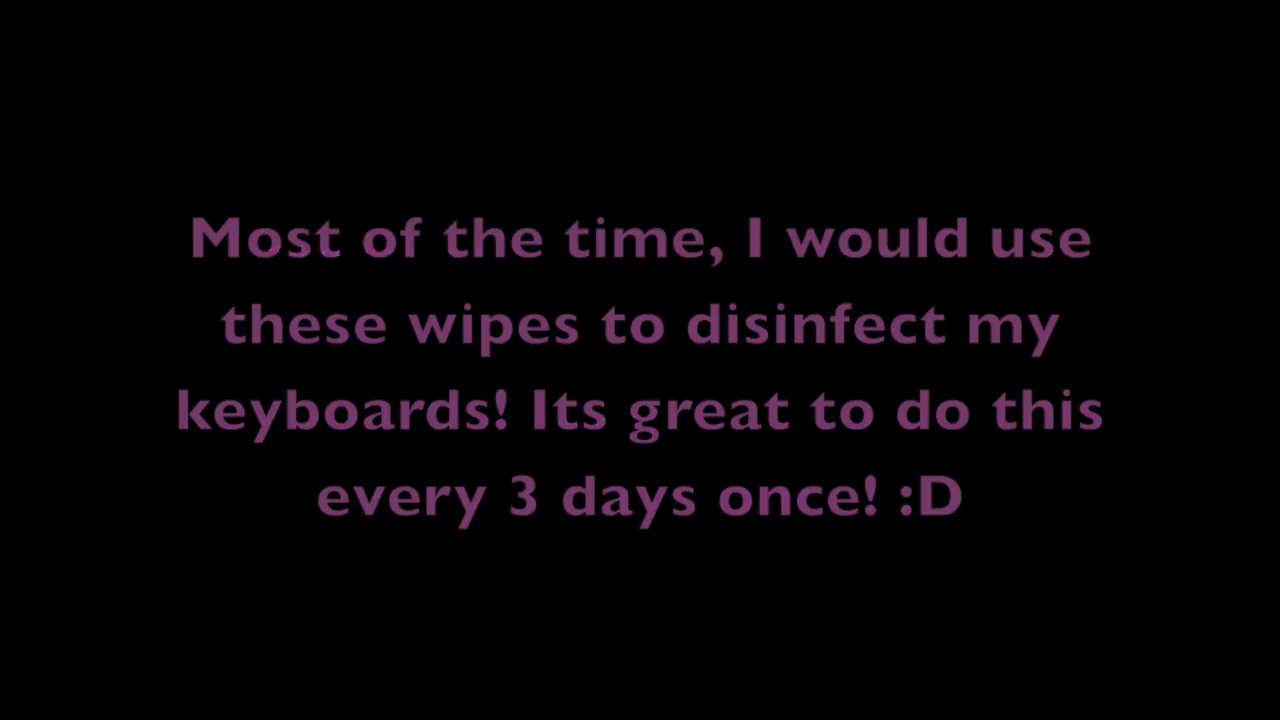 Most of the time, I would use
these wipes to disinfect my
keyboards! Its great to do this
every 3 days once! :D